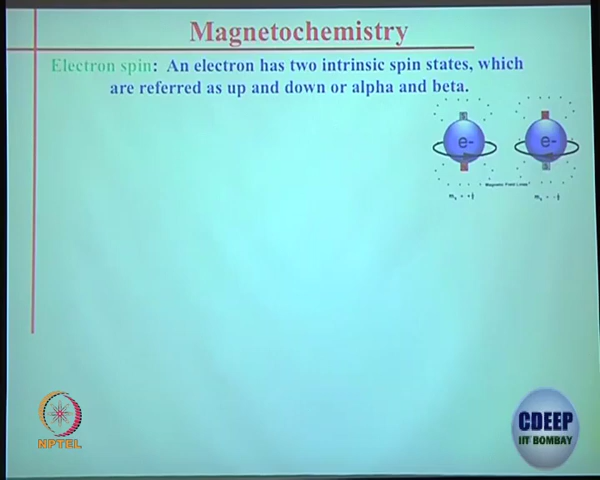 Magnetochemistry
Electron spin: An electron has two intrinsic spin states, which
are referred as up and down or alpha and beta.
e- e-
Magnetic Field Lines
NPTEL
CDEEP
IIT BOMBAY